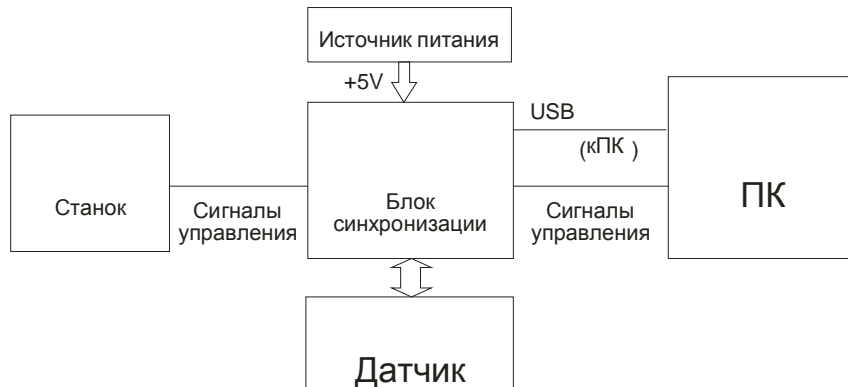 Источник питания
+5V
USB
(кПК )
Станок
Сигналы
управления
Блок
синхронизации
Сигналы
управления
ПК
Датчик